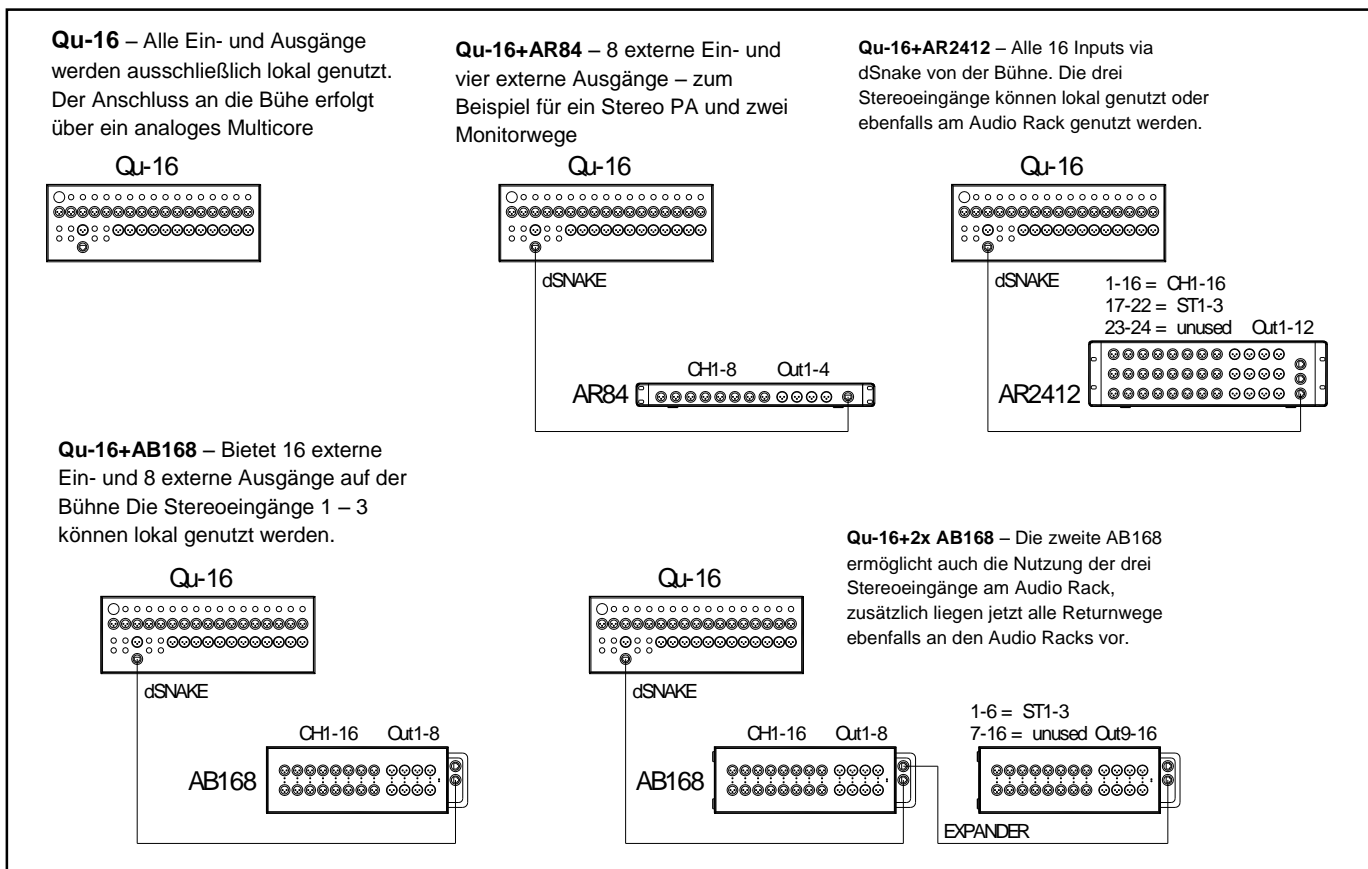 Qu-16 – Alle Ein- und Ausgänge
werden ausschließlich lokal genutzt.
Der Anschluss an die Bühe erfolgt
über ein analoges Multicore
Qu-16
Qu-16+AR84 – 8 externe Ein- und
vier externe Ausgänge – zum
Beispiel für ein Stereo PA und zwei
Monitorwege
Qu-16
dSNAKE
CH1-8 Out1-4
AR84
Qu-16+AR2412 – Alle 16 Inputs via
dSnake von der Bühne. Die drei
Stereoeingänge können lokal genutzt oder
ebenfalls am Audio Rack genutzt werden.
Qu-16
dSNAKE
1-16 = CH1-16
17-22 = ST1-3
23-24 = unused Out1-12
AR2412
Qu-16+AB168 – Bietet 16 externe
Ein- und 8 externe Ausgänge auf der
Bühne Die Stereoeingänge 1 – 3
können lokal genutzt werden.
Qu-16
dSNAKE
CH1-16 Out1-8
AB168
Qu-16+2x AB168 – Die zweite AB168
ermöglicht auch die Nutzung der drei
Stereoeingänge am Audio Rack,
zusätzlich liegen jetzt alle Returnwege
ebenfalls an den Audio Racks vor.
Qu-16
dSNAKE
CH1-16 Out1-8
AB168
1-6 = ST1-3
7-16 = unused Out9-16
EXPANDER